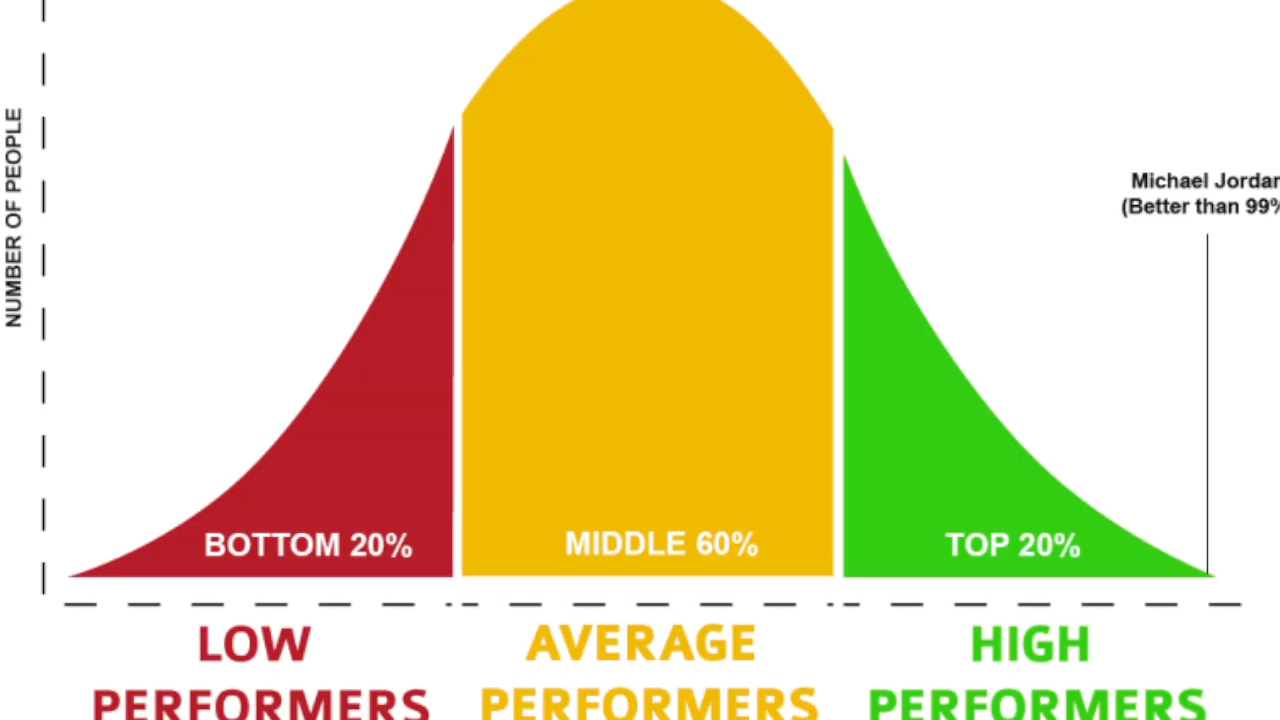 NUMBER OF PEOPLE
Michael Jordan
(Better than 99%
BOTTOM 20%
MIDDLE 60%
TOP 20%
LOW
PERFORMERS
AVERAGE
PERFORMERS
HIGH
PERFORMERS